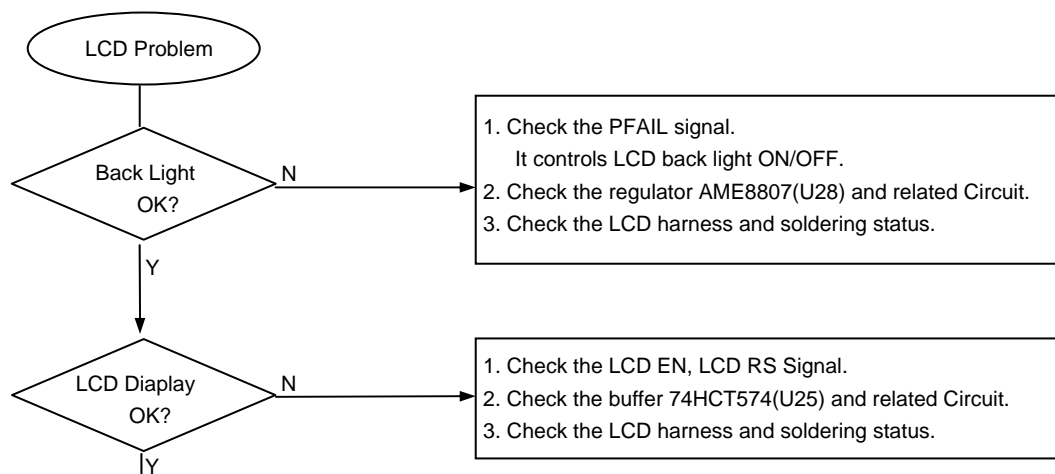 LCD Problem
Back Light
OK?
N
1. Check the PFAIL signal.
It controls LCD back light ON/OFF.
2. Check the regulator AME8807(U28) and related Circuit.
3. Check the LCD harness and soldering status.
Y
LCD Diaplay
OK?
N
1. Check the LCD EN, LCD RS Signal.
2. Check the buffer 74HCT574(U25) and related Circuit.
3. Check the LCD harness and soldering status.
Y